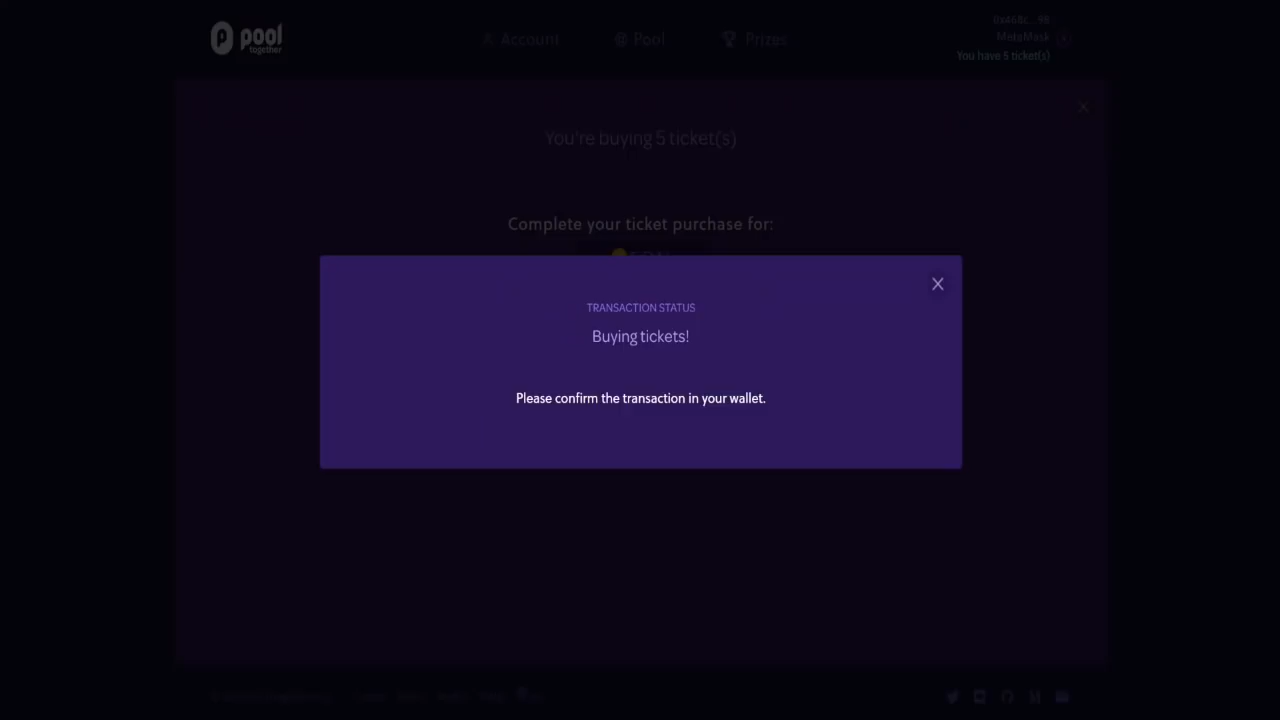 pool
together
Account
Pool
Prizes
MetaMask
You have 5 ticket(s)
You're buying 5 ticket(s)
Complete your ticket purchase for:
TRANSACTION STATUS
Buying tickets!
Please confirm the transaction in your wallet.